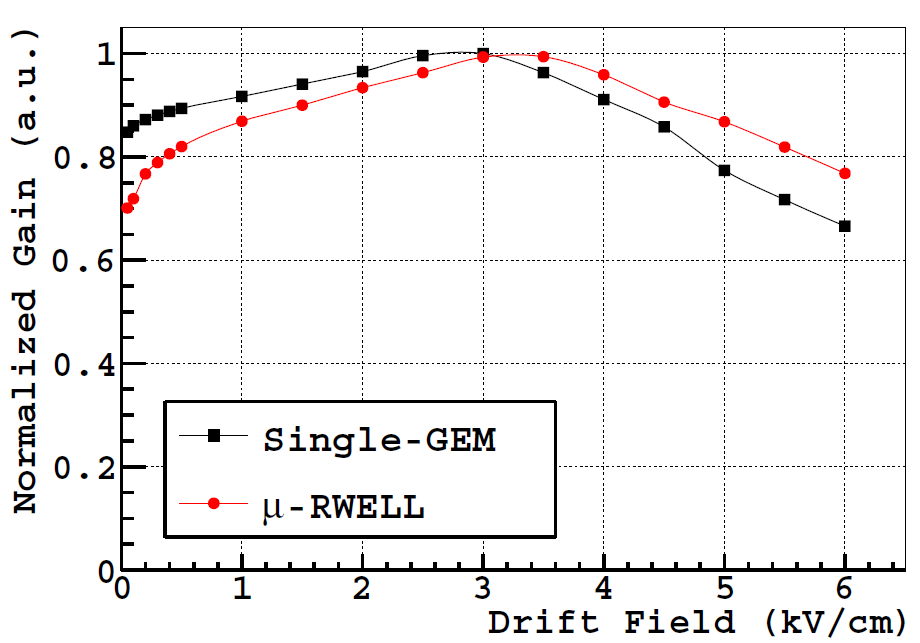 Normalized Gain (a.u.)
1
0.8
0.6
0.4
0.2
0
Single-GEM
μ-RWELL
0 1 2 3 4 5 6
Drift Field (kV/cm)